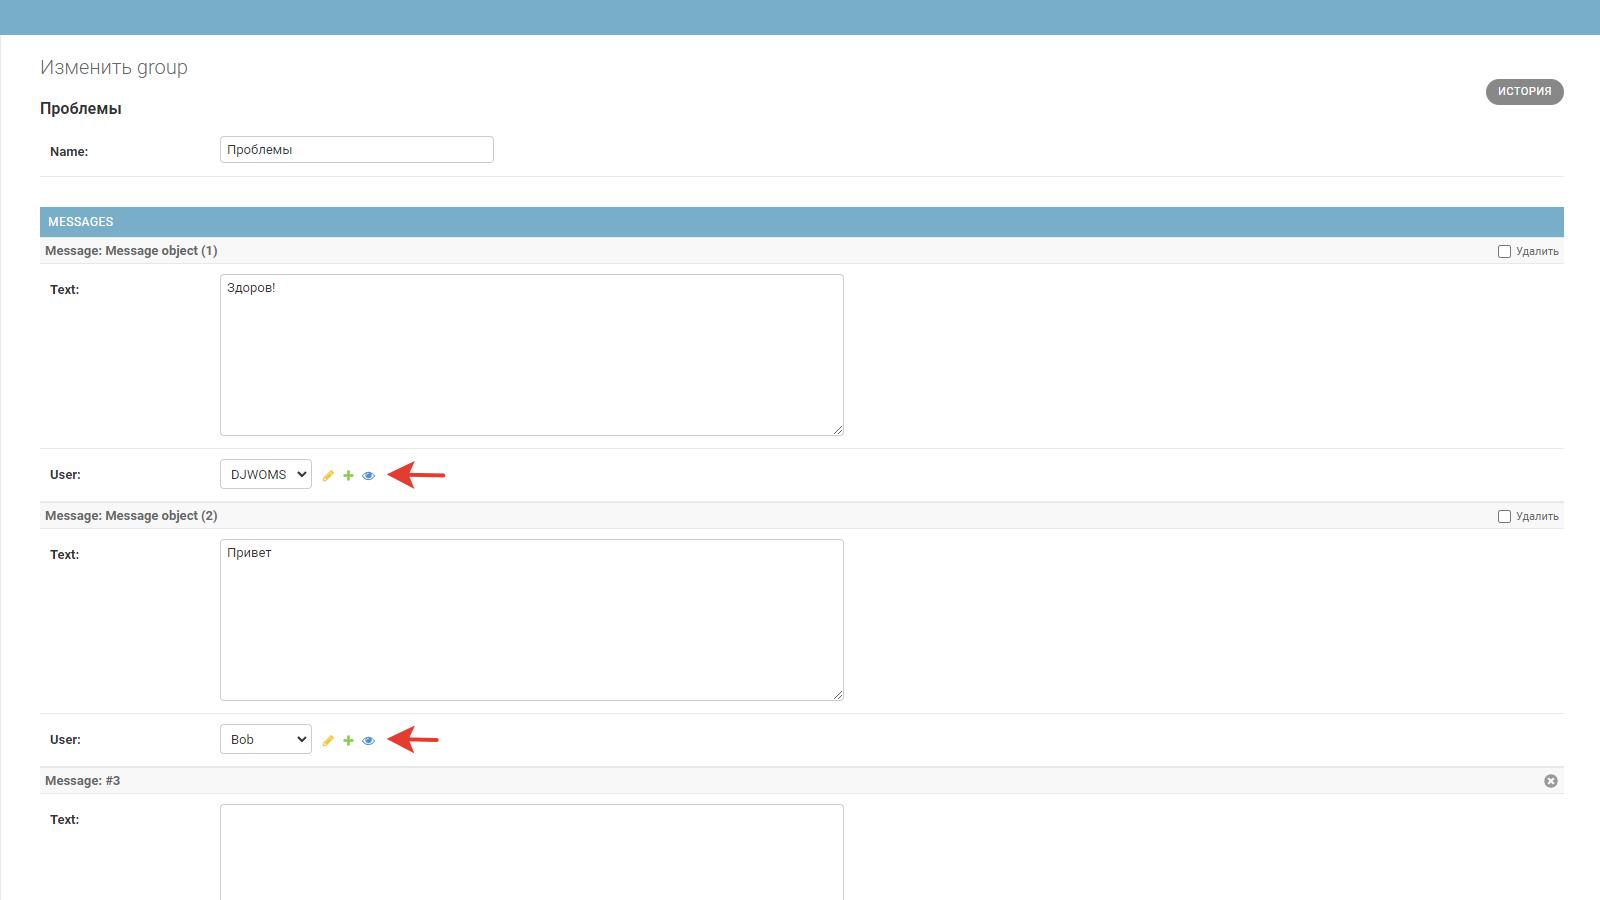 Изменить group
ИСТОРИЯ
Проблемы
Name: Проблемы
MESSAGES
Message: Message object (1) Удалить
Text: Здоров!
User: DJWOMS
Message: Message object (2) Удалить
Text: Привет
User: Bob
Message: #3
Text: